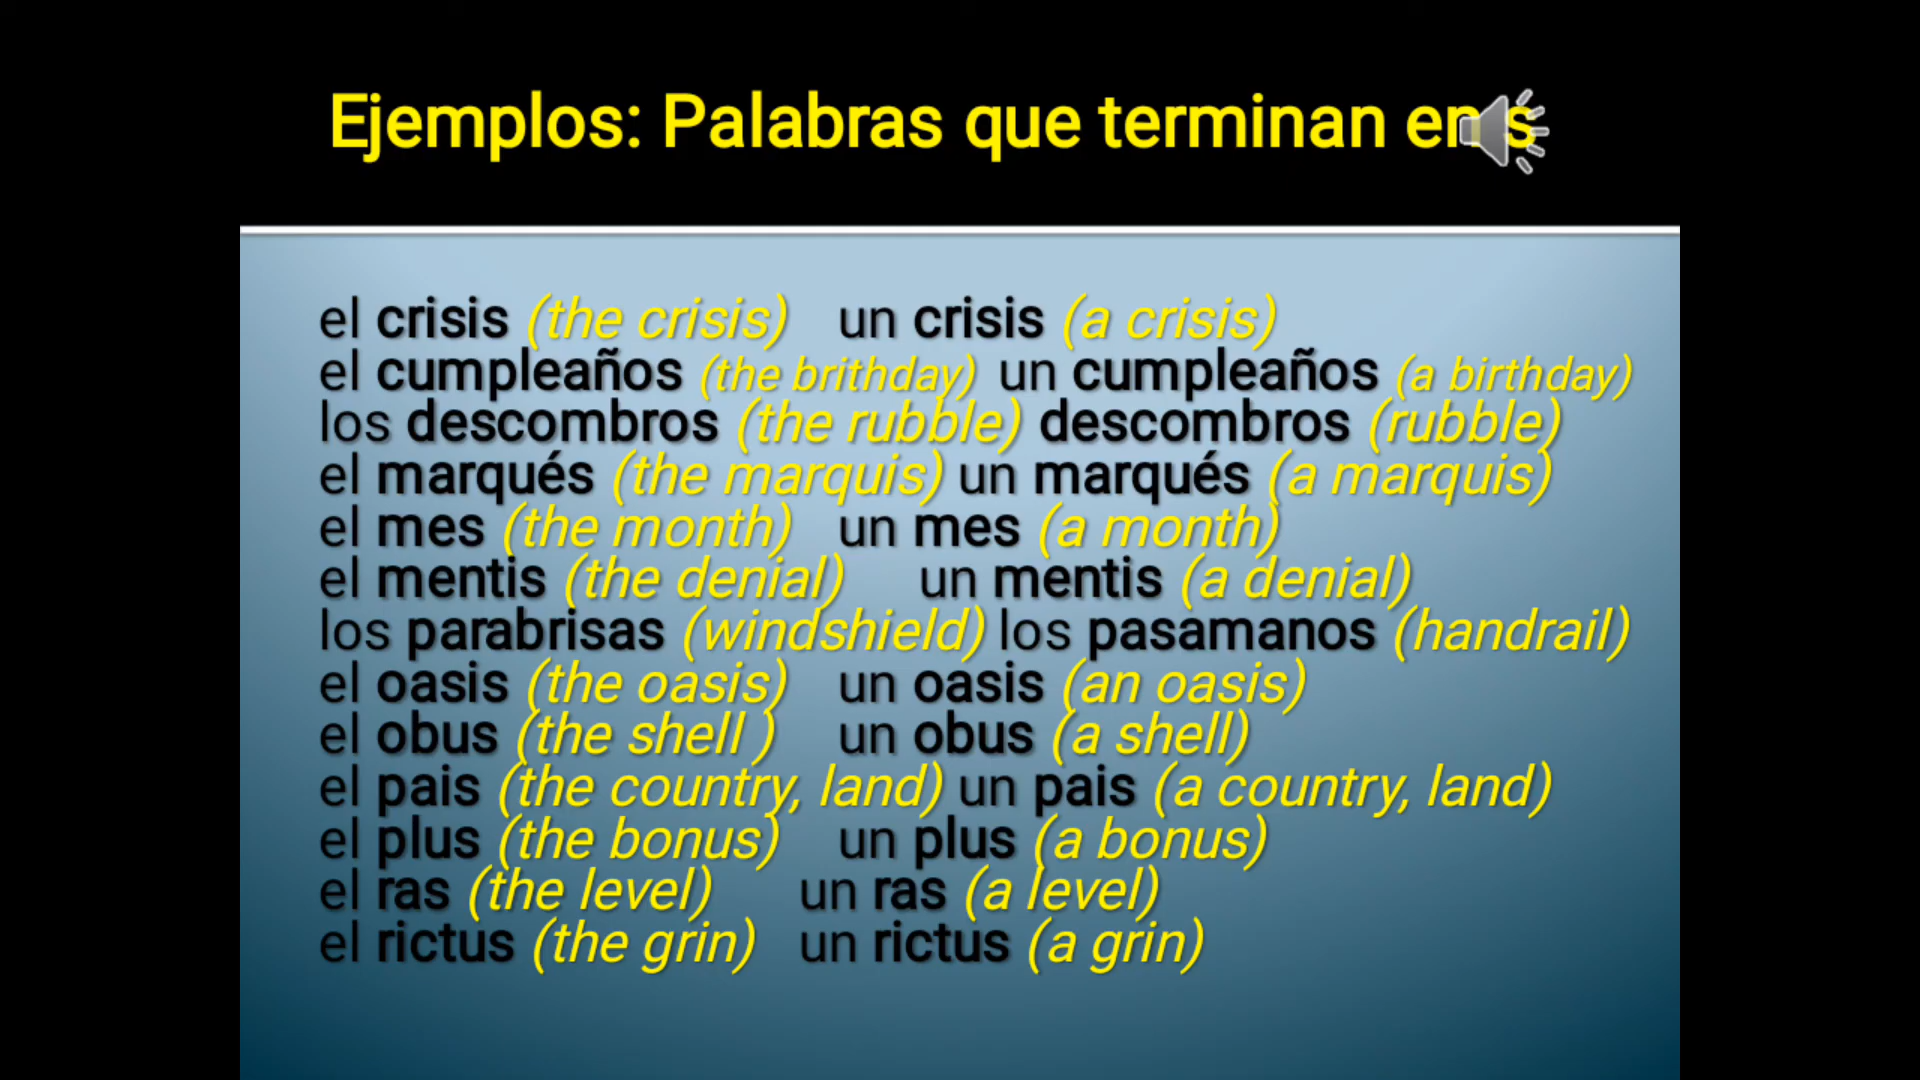 Ejemplos: Palabras que terminan en s
el crisis (the crisis) un crisis (a crisis)
el cumpleaños (the brithday) un cumpleaños (a birthday)
los descombros (the rubble) descombros (rubble)
el marqués (the marquis) un marqués (a marquis)
el mes (the month) un mes (a month)
el mentis (the denial) un mentis (a denial)
los parabrisas (windshield) los pasamanos (handrail)
el oasis (the oasis) un oasis (an oasis)
el obus (the shell ) un obus (a shell)
el pais (the country, land) un pais (a country, land)
el plus (the bonus) un plus (a bonus)
el ras (the level) un ras (a level)
el rictus (the grin) un rictus (a grin)